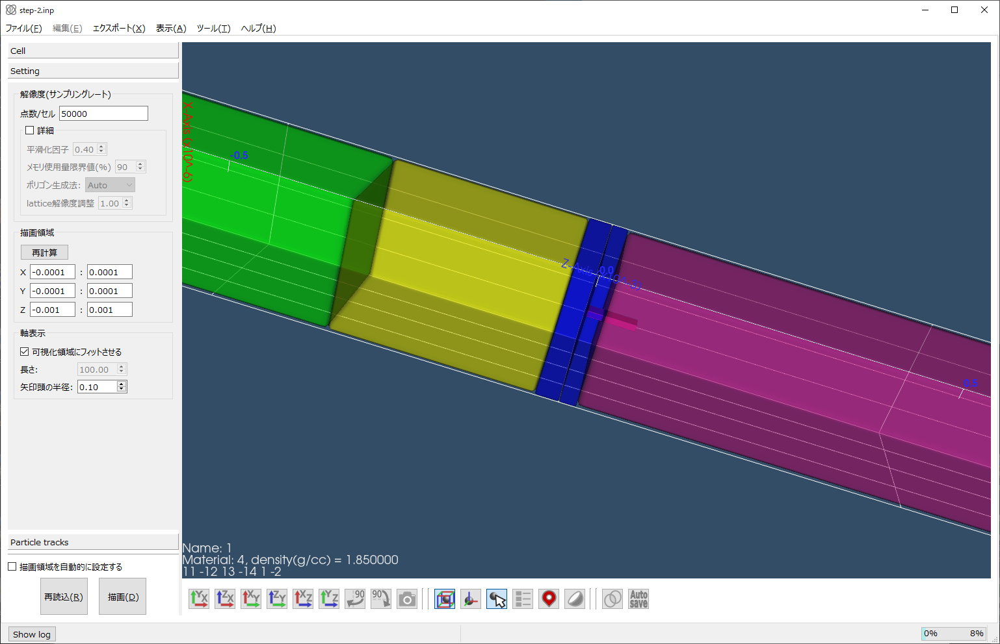 step-2.inp
ファイル(F) 編集(E) エクスポート(X) 表示(A) ツール(T) ヘルプ(H)
Cell
Setting
解像度(サンプリングレート)
点数/セル 50000
詳細
平滑化因子 0.40
メモリ使用量限界値(%) 90
ポリゴン生成法: Auto
lattice解像度調整 1.00
描画領域
再計算
X -0.0001 : 0.0001
Y -0.0001 : 0.0001
Z -0.001 : 0.001
軸表示
可視化領域にフィットさせる
長さ: 100.00
矢印頭の半径: 0.10
Particle tracks
描画領域を自動的に設定する
再読込(R) 描画(D)
X-Axis (x10^-6)
-0.5
Z-Axis (x10^-3)
0.0
0.5
Name: 1
Material: 4, density(g/cc) = 1.850000
11 -12 13 -14 1 -2
YX ZX XY ZY XZ YZ 90 90 Auto save
Show log
0% 8%